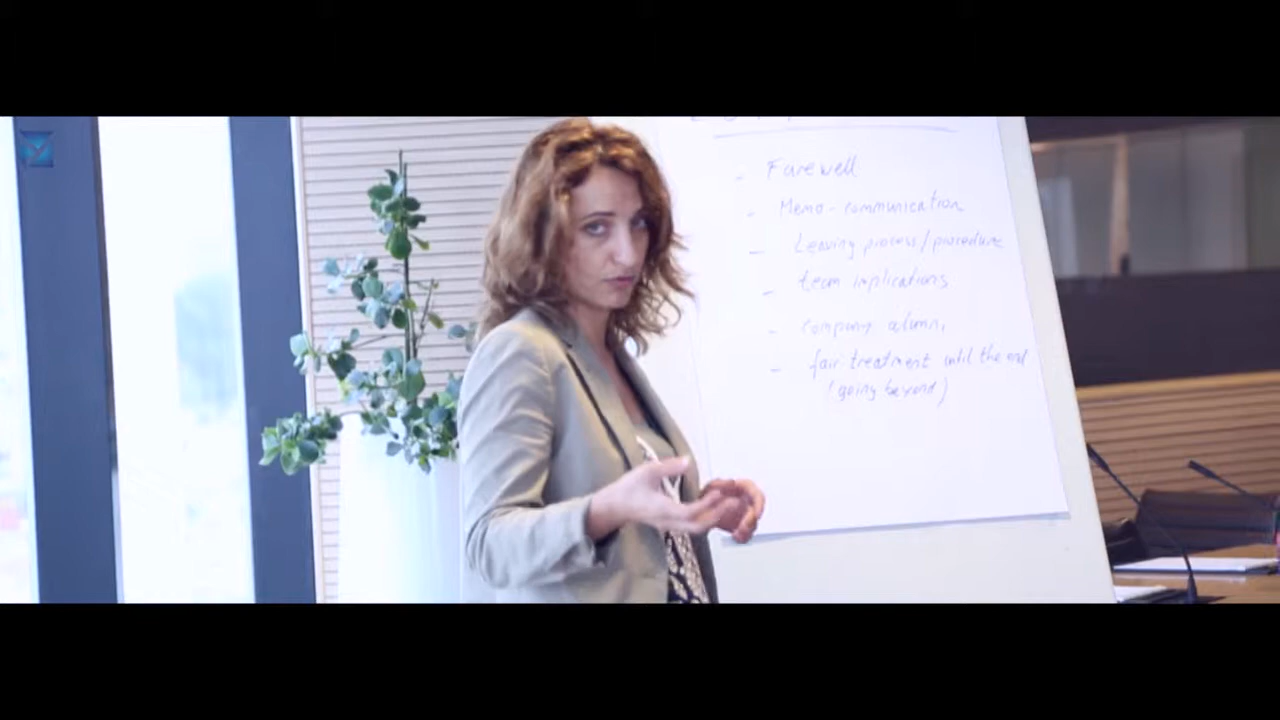 - Farewell
- Memo - communication
- Leaving process / procedure
- team implications
- company alumni
- fair treatment until the end
(going beyond)